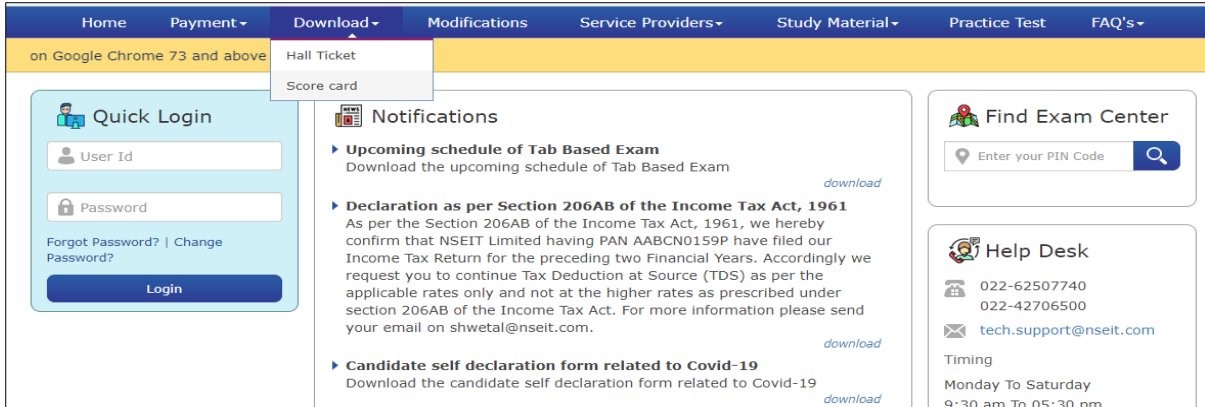 Home Payment Download Modifications Service Providers Study Material Practice Test FAQ's
on Google Chrome 73 and above
Hall Ticket
Score card
Quick Login
User Id
Password
Forgot Password? | Change
Password?
Login
NEWS
Notifications
Upcoming schedule of Tab Based Exam
Download the upcoming schedule of Tab Based Exam
download
Declaration as per Section 206AB of the Income Tax Act, 1961
As per the Section 206AB of the Income Tax Act, 1961, we hereby
confirm that NSEIT Limited having PAN AABCN0159P have filed our
Income Tax Return for the preceding two Financial Years. Accordingly we
request you to continue Tax Deduction at Source (TDS) as per the
applicable rates only and not at the higher rates as prescribed under
section 206AB of the Income Tax Act. For more information please send
your email on shwetal@nseit.com.
download
Candidate self declaration form related to Covid-19
Download the candidate self declaration form related to Covid-19
download
Find Exam Center
Enter your PIN Code
Help Desk
022-62507740
022-42706500
tech.support@nseit.com
Timing
Monday To Saturday
9:30 am To 05:30 pm